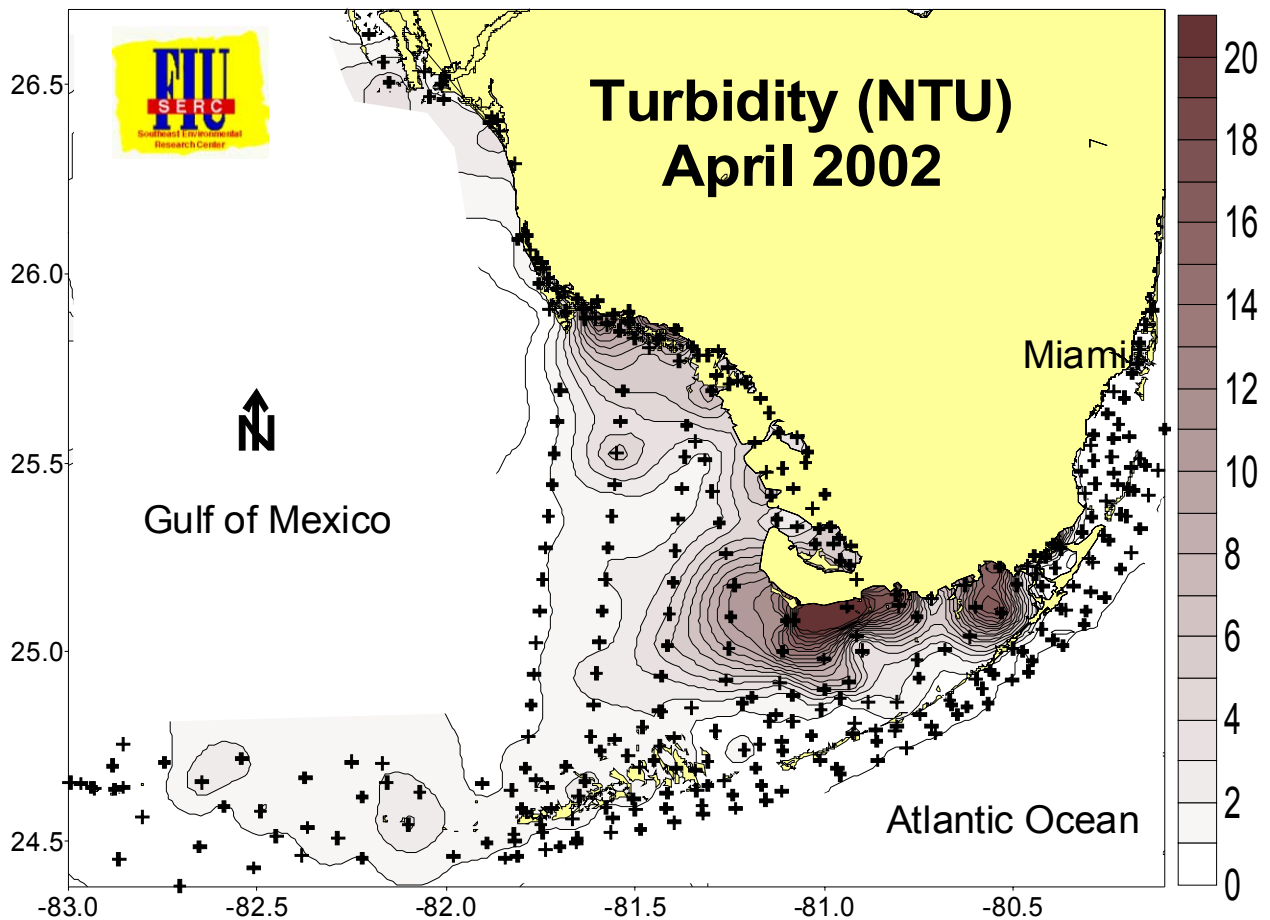 FIU
SERC
Southeast Environmental
Research Center
Turbidity (NTU)
April 2002
Miami
Gulf of Mexico
Atlantic Ocean
N
26.5
26.0
25.5
25.0
24.5
-83.0
-82.5
-82.0
-81.5
-81.0
-80.5
20
18
16
14
12
10
8
6
4
2
0